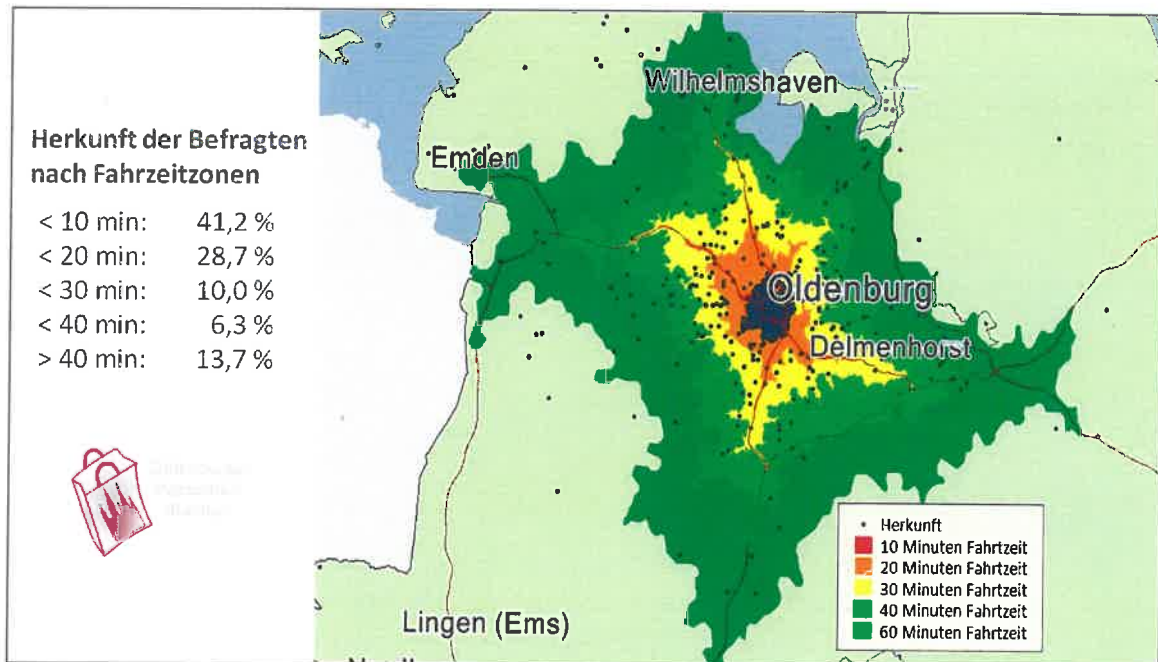 Herkunft der Befragten
nach Fahrzeitzonen
< 10 min: 41,2 %
< 20 min: 28,7 %
< 30 min: 10,0 %
< 40 min: 6,3 %
> 40 min: 13,7 %
Wilhelmshaven
Emden
Oldenburg
Delmenhorst
Lingen (Ems)
Herkunft
10 Minuten Fahrtzeit
20 Minuten Fahrtzeit
30 Minuten Fahrtzeit
40 Minuten Fahrtzeit
60 Minuten Fahrtzeit